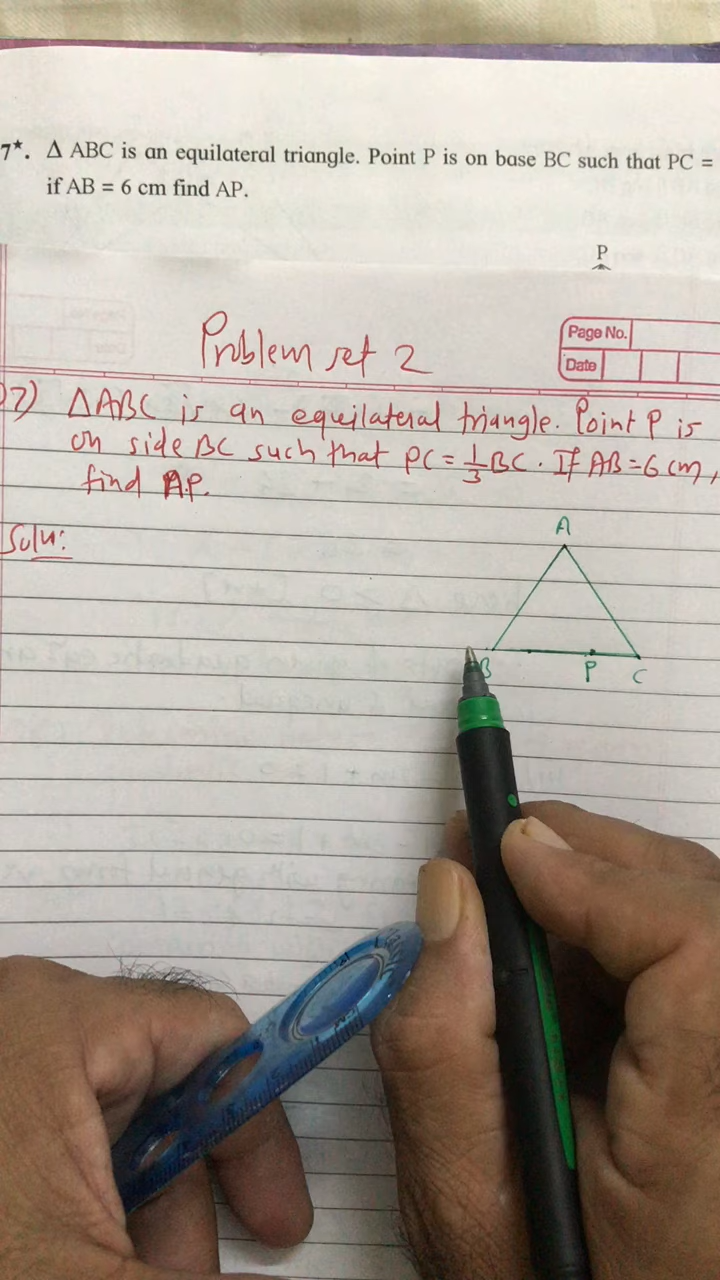 7★. Δ ABC is an equilateral triangle. Point P is on base BC such that PC =
if AB = 6 cm find AP.
P
Problem set 2
Page No.
Date
Q7) ΔABC is an equilateral triangle. Point P is
on side BC such that PC = 1/3 BC. If AB = 6 cm,
find AP.
Solu:
A
B
P
C